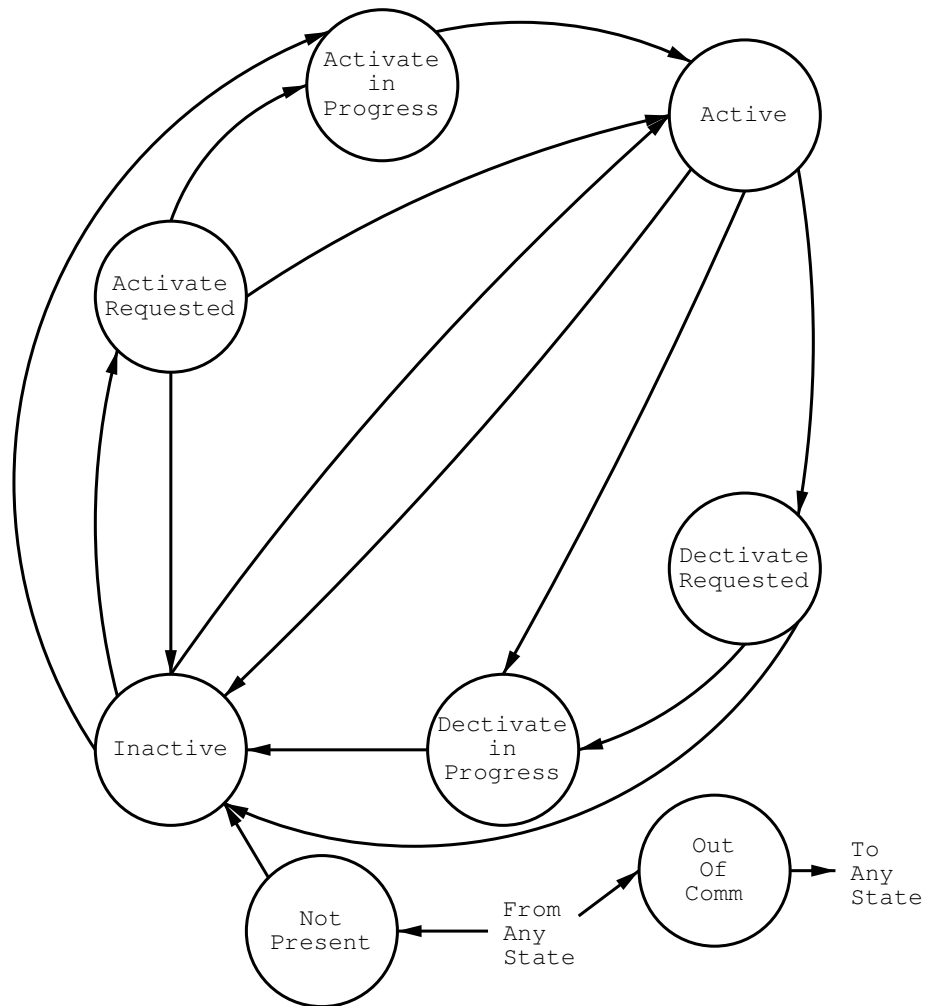 Activate
in
Progress
Active
Activate
Requested
Dectivate
Requested
Inactive
Dectivate
in
Progress
Out
Of
Comm
To
Any
State
From
Any
State
Not
Present